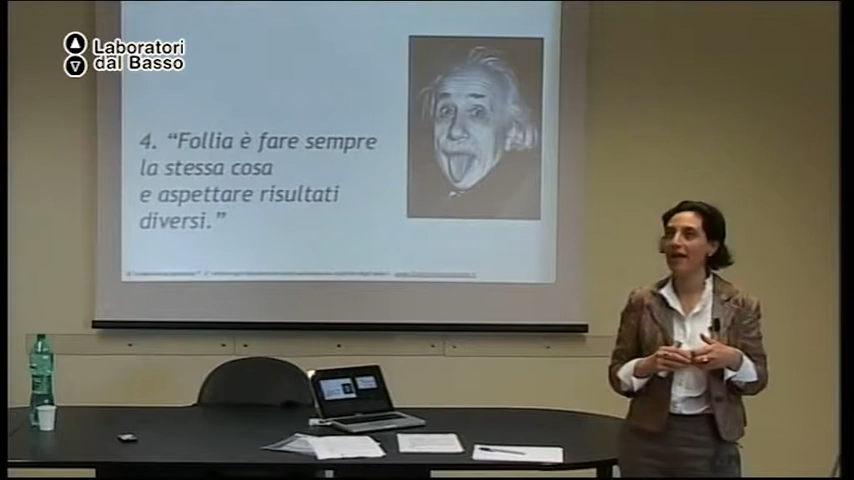 Laboratori
dal Basso
4. “Follia è fare sempre
la stessa cosa
e aspettare risultati
diversi.”